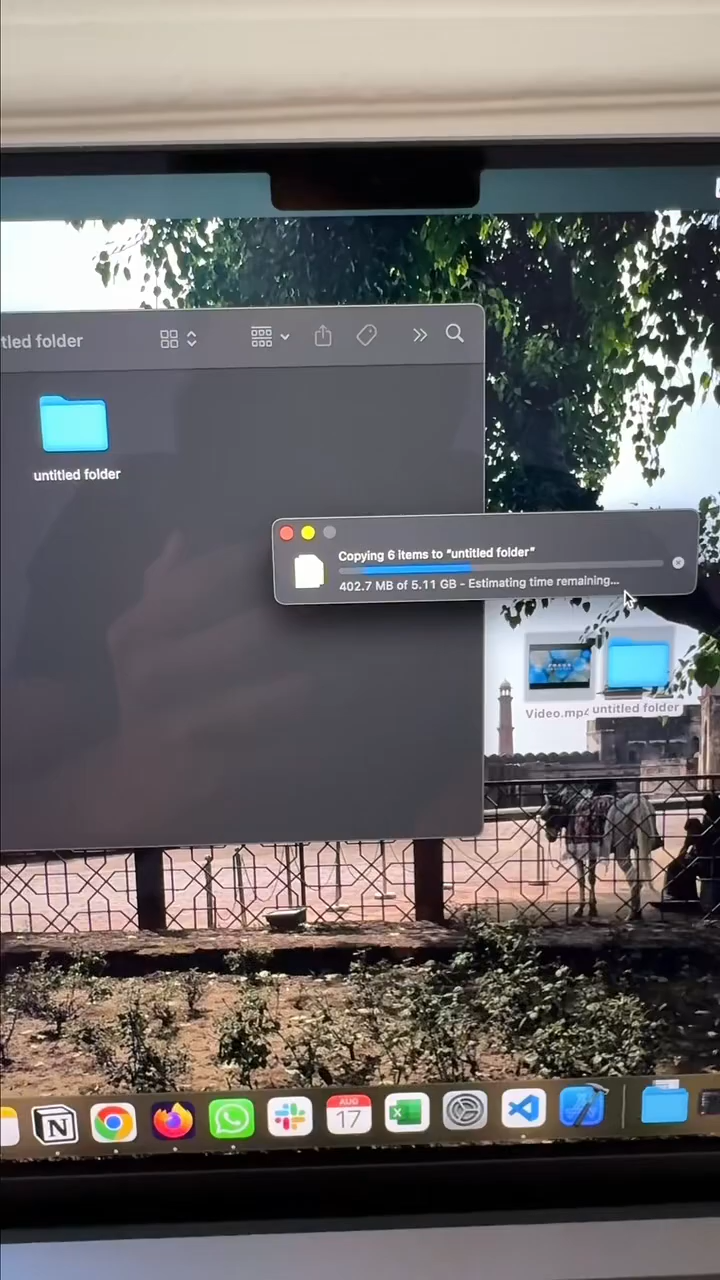 tled folder
untitled folder
Copying 6 items to “untitled folder”
402.7 MB of 5.11 GB - Estimating time remaining...
Video.mp4
untitled folder
AUG
17